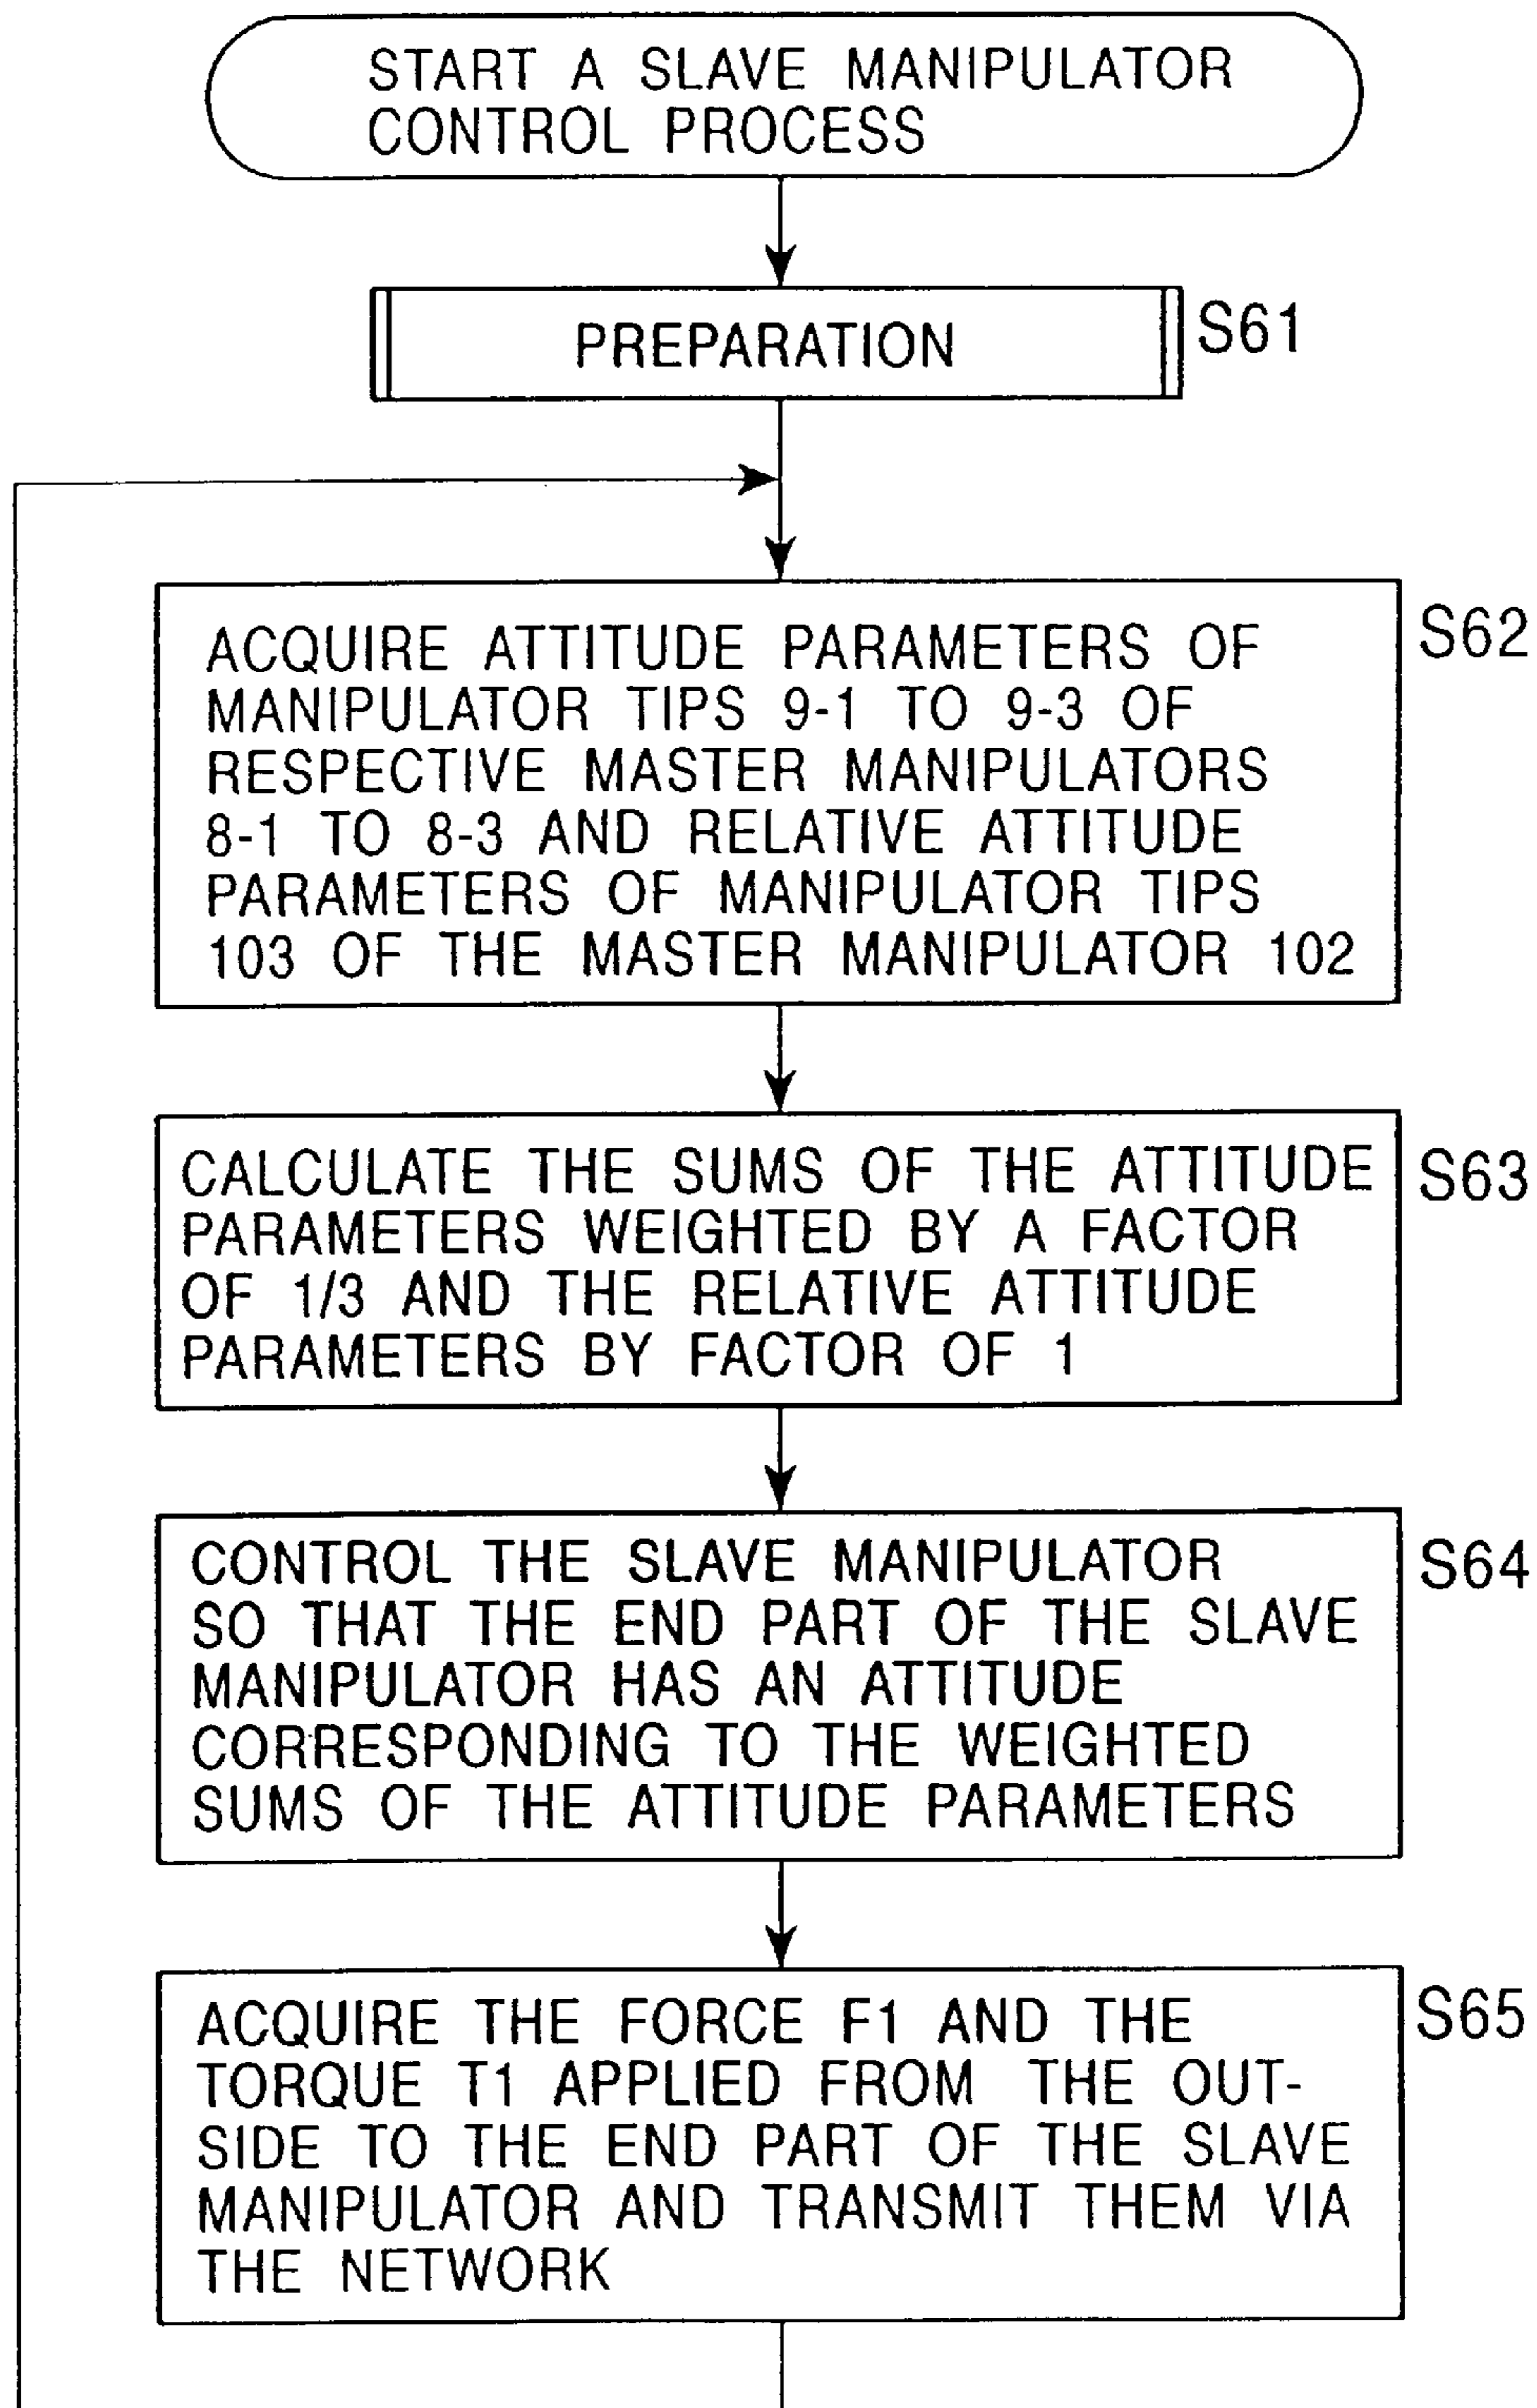 START A SLAVE MANIPULATOR
CONTROL PROCESS
PREPARATION
S61
ACQUIRE ATTITUDE PARAMETERS OF
MANIPULATOR TIPS 9-1 TO 9-3 OF
RESPECTIVE MASTER MANIPULATORS
8-1 TO 8-3 AND RELATIVE ATTITUDE
PARAMETERS OF MANIPULATOR TIPS
103 OF THE MASTER MANIPULATOR 102
S62
CALCULATE THE SUMS OF THE ATTITUDE
PARAMETERS WEIGHTED BY A FACTOR
OF 1/3 AND THE RELATIVE ATTITUDE
PARAMETERS BY FACTOR OF 1
S63
CONTROL THE SLAVE MANIPULATOR
SO THAT THE END PART OF THE SLAVE
MANIPULATOR HAS AN ATTITUDE
CORRESPONDING TO THE WEIGHTED
SUMS OF THE ATTITUDE PARAMETERS
S64
ACQUIRE THE FORCE F1 AND THE
TORQUE T1 APPLIED FROM THE OUT-
SIDE TO THE END PART OF THE SLAVE
MANIPULATOR AND TRANSMIT THEM VIA
THE NETWORK
S65